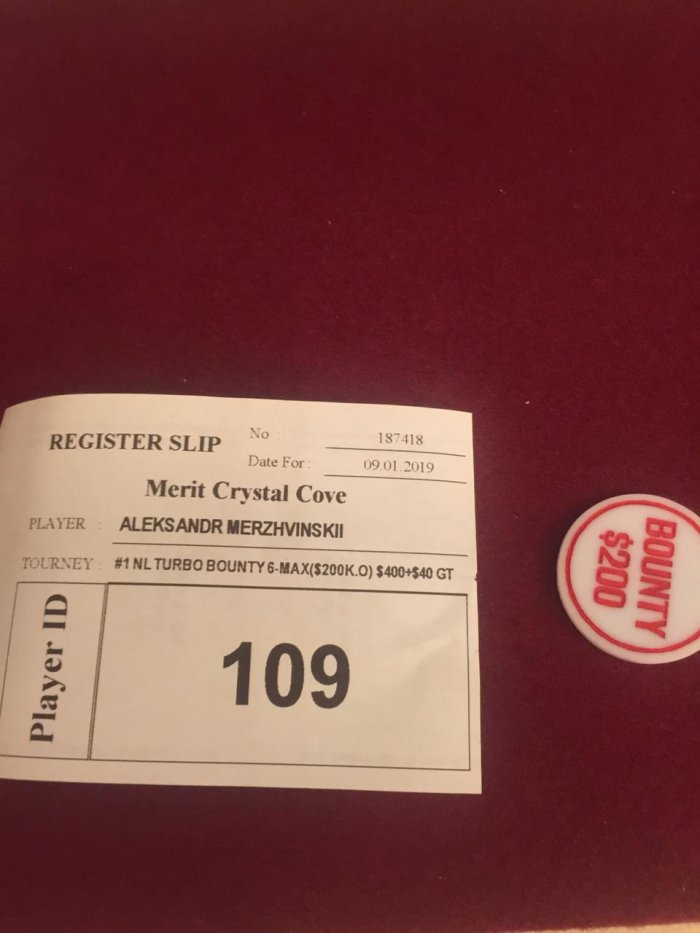 REGISTER SLIP
No : 187418
Date For : 09.01.2019
Merit Crystal Cove
PLAYER : ALEKSANDR MERZHVINSKII
TOURNEY : #1 NL TURBO BOUNTY 6-MAX($200K.O) $400+$40 GT
Player ID
109
BOUNTY
$200